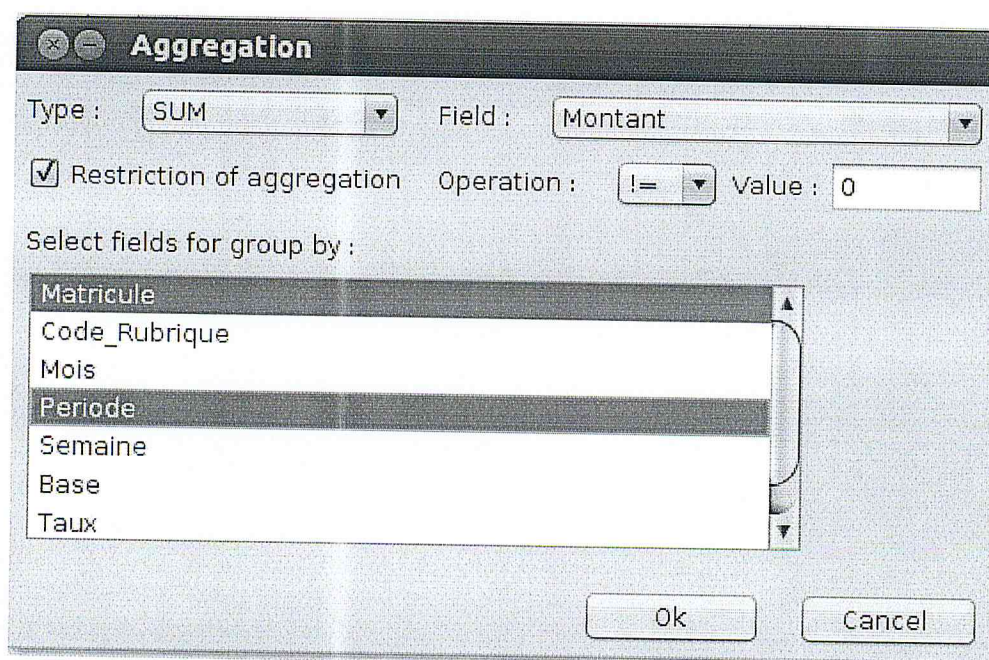 Aggregation
Type : SUM Field : Montant
Restriction of aggregation Operation : != Value : 0
Select fields for group by :
Matricule
Code_Rubrique
Mois
Periode
Semaine
Base
Taux
Ok Cancel